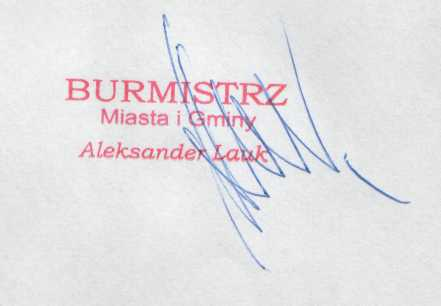 BURMISTRZ
Miasta i Gminy
Aleksander Lauk